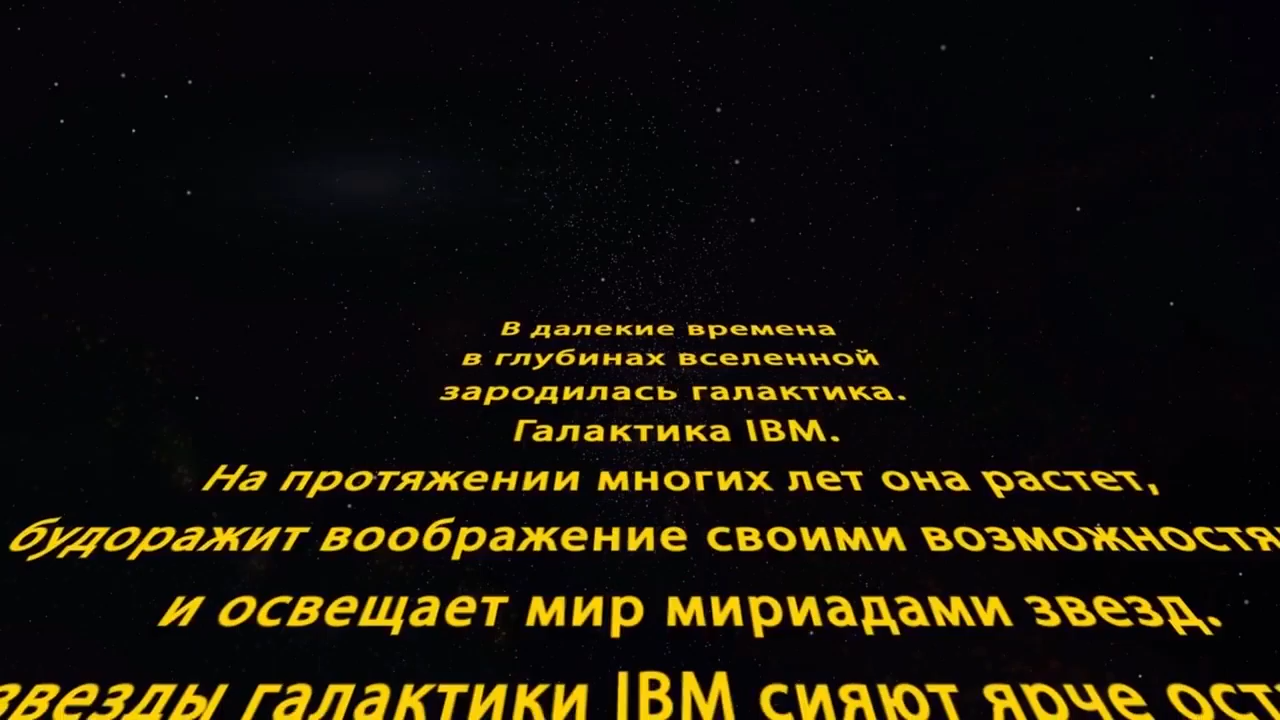 В далекие времена
в глубинах вселенной
зародилась галактика.
Галактика IBM.
На протяжении многих лет она растет,
будоражит воображение своими
и освещает мир мириадами звезд.
звезды галактики IBM сияют ярче